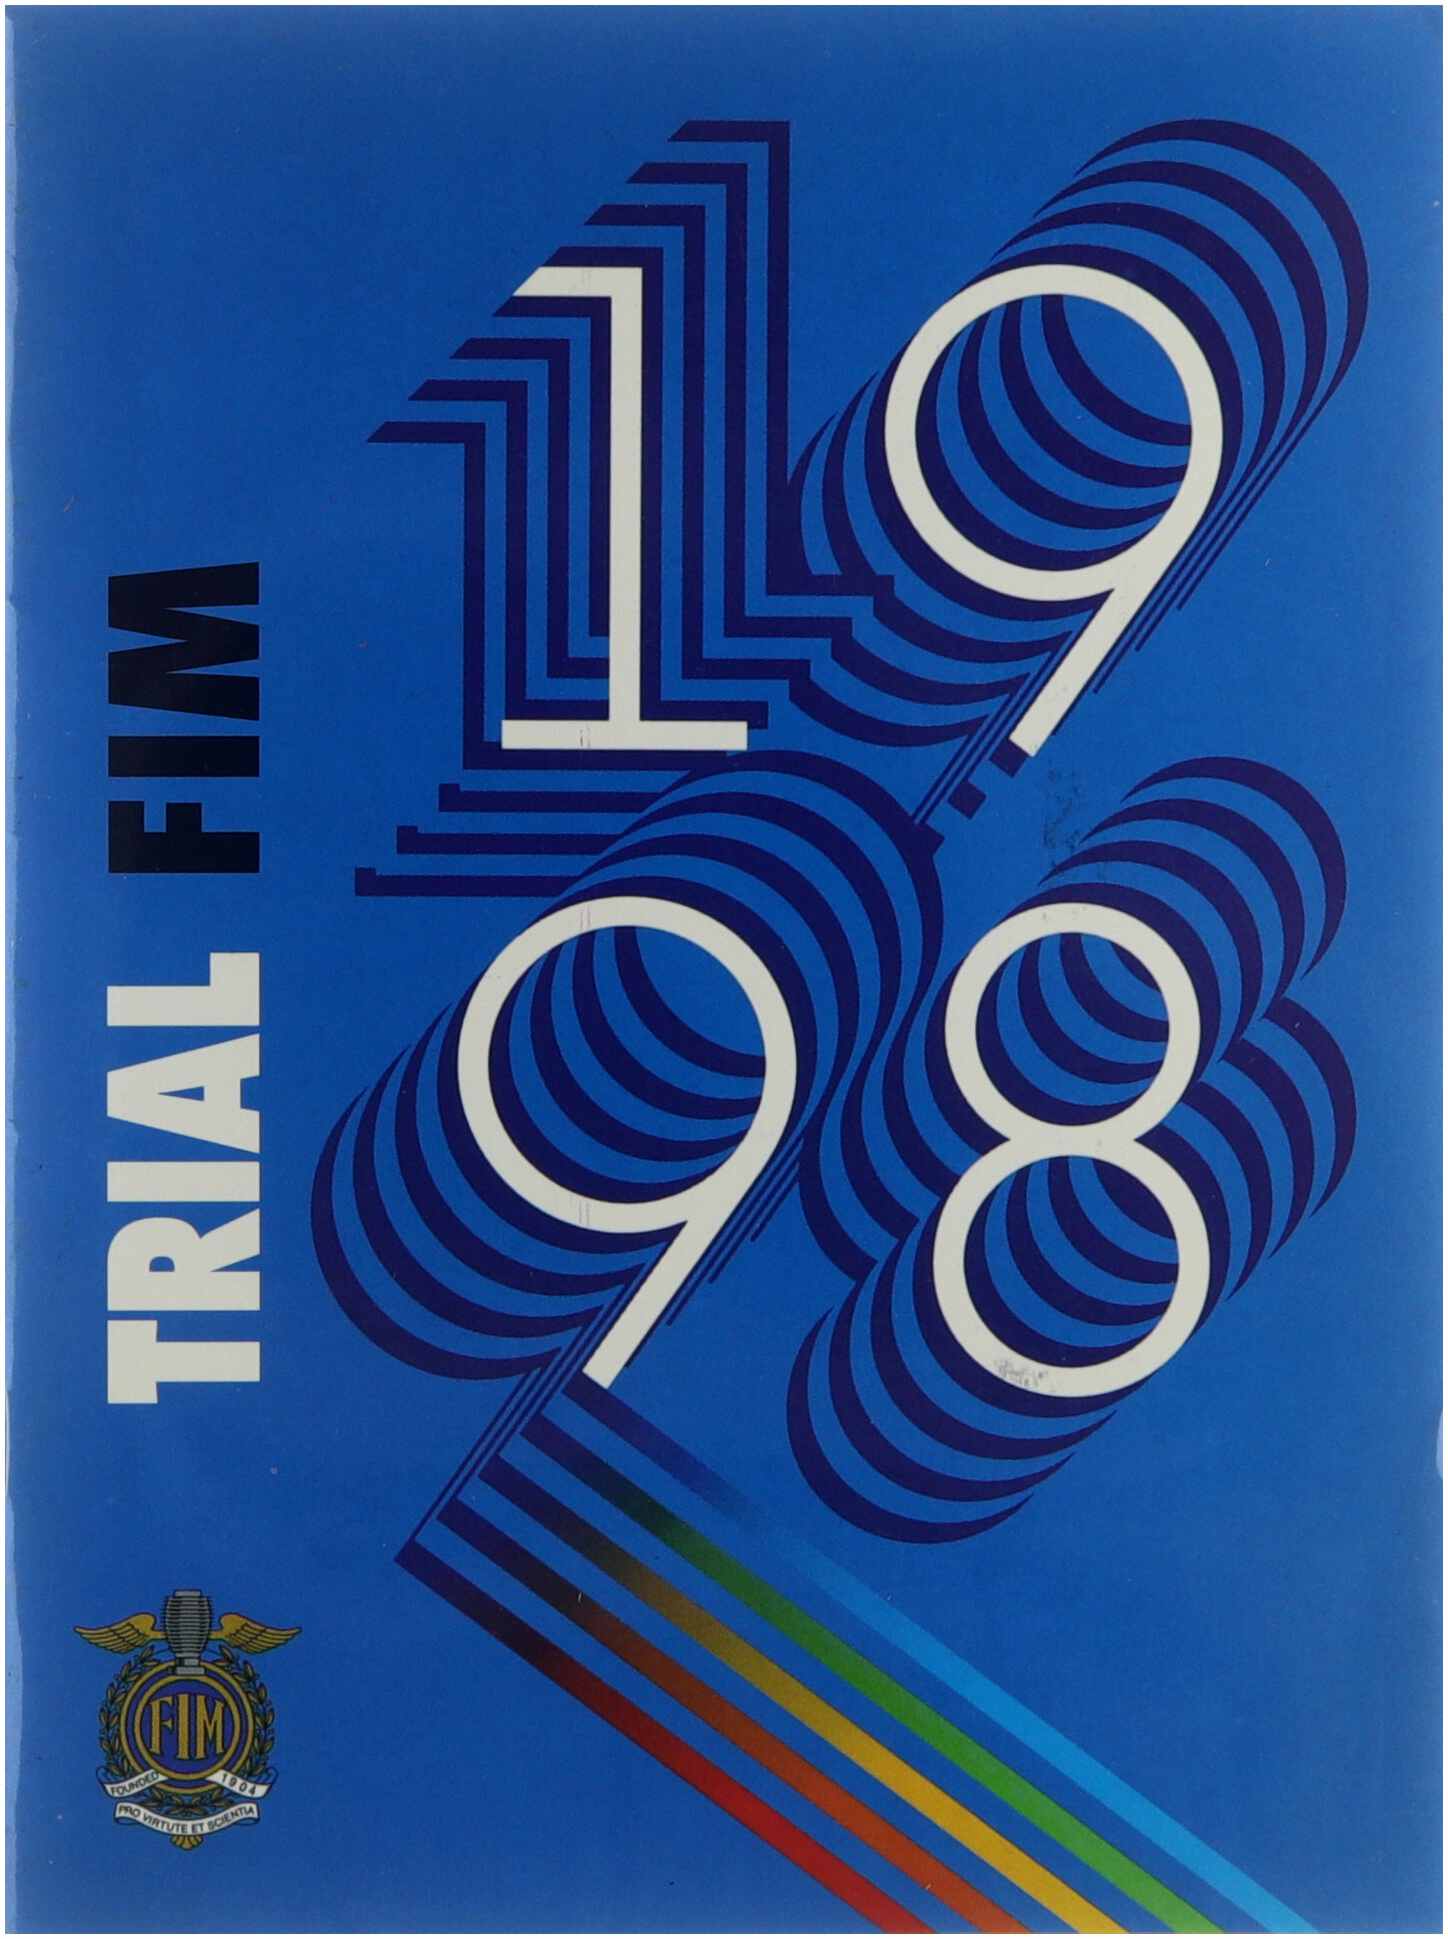 TRIAL FIM
19
98
FIM
FOUNDED 1904
PRO VIRTUTE ET SCIENTIA